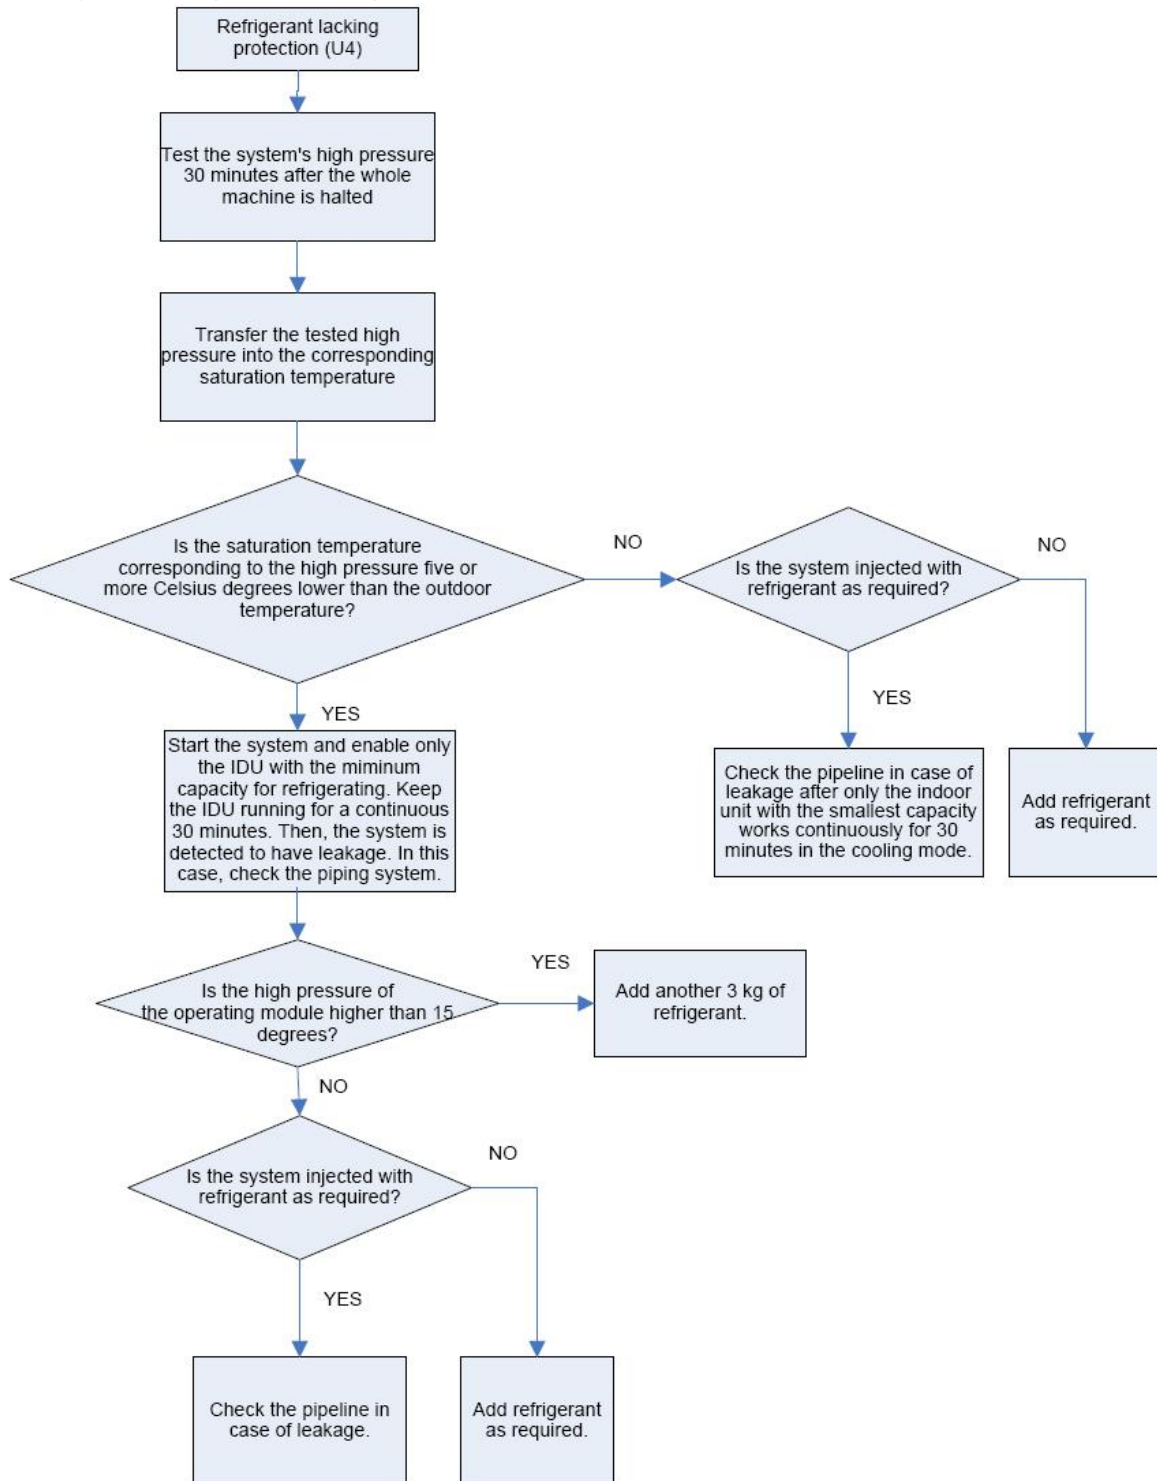 Refrigerant lacking
protection (U4)
Test the system's high pressure
30 minutes after the whole
machine is halted
Transfer the tested high
pressure into the corresponding
saturation temperature
Is the saturation temperature
corresponding to the high pressure five or
more Celsius degrees lower than the outdoor
temperature?
NO
Is the system injected with
refrigerant as required?
NO
YES
YES
Start the system and enable only
the IDU with the miminum
capacity for refrigerating. Keep
the IDU running for a continuous
30 minutes. Then, the system is
detected to have leakage. In this
case, check the piping system.
Check the pipeline in case of
leakage after only the indoor
unit with the smallest capacity
works continuously for 30
minutes in the cooling mode.
Add refrigerant
as required.
Is the high pressure of
the operating module higher than 15
degrees?
YES
Add another 3 kg of
refrigerant.
NO
Is the system injected with
refrigerant as required?
NO
YES
Check the pipeline in
case of leakage.
Add refrigerant
as required.